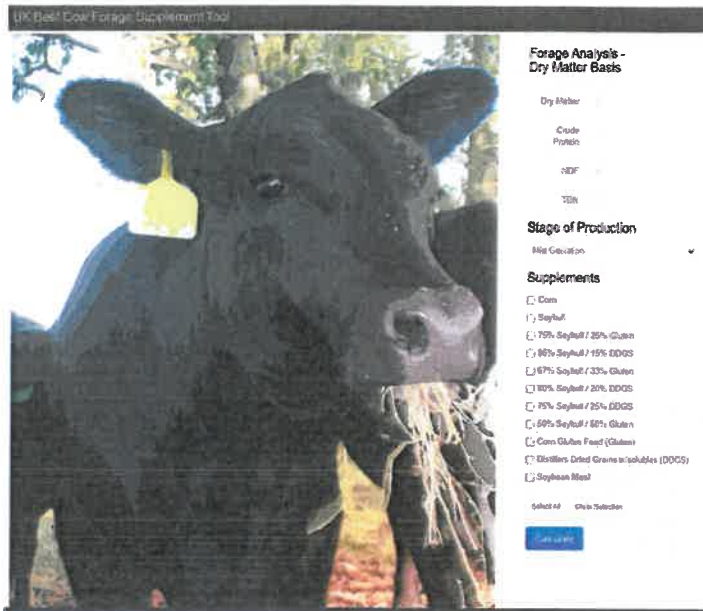 UK Beef Cow Forage Supplement Tool
Forage Analysis -
Dry Matter Basis
Dry Matter
Crude
Protein
NDF
TDN
Stage of Production
Mid Gestation
Supplements
Corn
Soyhull
75% Soyhull / 25% Gluten
85% Soyhull / 15% DDGS
67% Soyhull / 33% Gluten
80% Soyhull / 20% DDGS
75% Soyhull / 25% DDGS
50% Soyhull / 50% Gluten
Corn Gluten Feed (Gluten)
Distillers Dried Grains w/solubles (DDGS)
Soybean Meal
Select All Clear Selection
Calculate